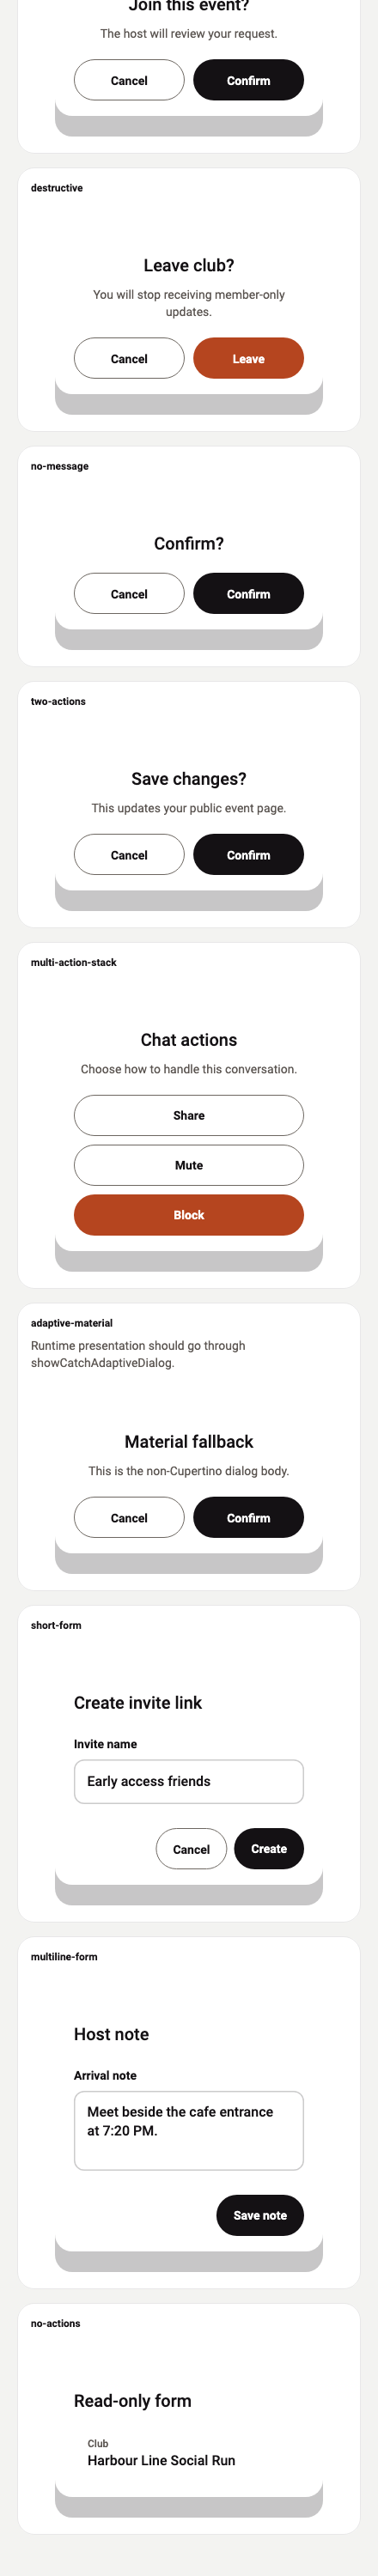 Join this event?
The host will review your request.
Cancel
Confirm
destructive
Leave club?
You will stop receiving member-only
updates.
Cancel
Leave
no-message
Confirm?
Cancel
Confirm
two-actions
Save changes?
This updates your public event page.
Cancel
Confirm
multi-action-stack
Chat actions
Choose how to handle this conversation.
Share
Mute
Block
adaptive-material
Runtime presentation should go through
showCatchAdaptiveDialog.
Material fallback
This is the non-Cupertino dialog body.
Cancel
Confirm
short-form
Create invite link
Invite name
Early access friends
Cancel
Create
multiline-form
Host note
Arrival note
Meet beside the cafe entrance
at 7:20 PM.
Save note
no-actions
Read-only form
Club
Harbour Line Social Run